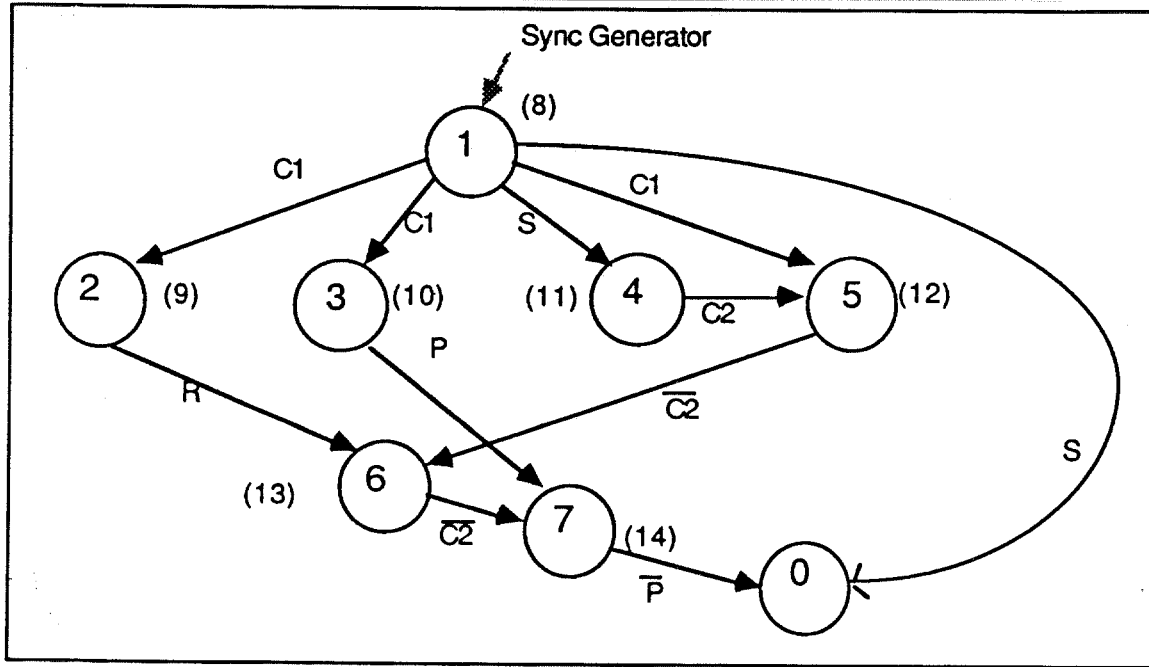 Sync Generator
(8)
1
C1
C1
S
C1
2
(9)
3
(10)
(11)
4
C2
5
(12)
P
R
C2̅
S
6
(13)
C2̅
7
(14)
P̅
0